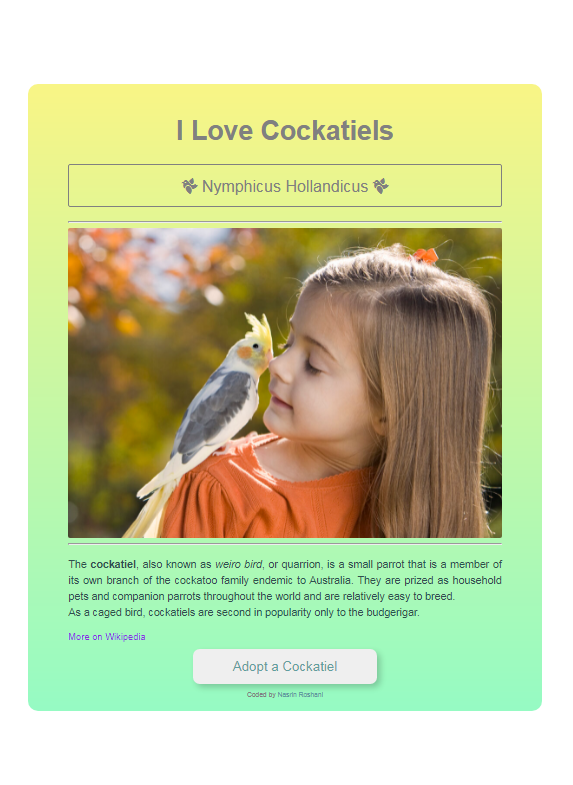 I Love Cockatiels
Nymphicus Hollandicus
The cockatiel, also known as weiro bird, or quarrion, is a small parrot that is a member of
its own branch of the cockatoo family endemic to Australia. They are prized as household
pets and companion parrots throughout the world and are relatively easy to breed.
As a caged bird, cockatiels are second in popularity only to the budgerigar.
More on Wikipedia
Adopt a Cockatiel
Coded by Nasrin Roshani